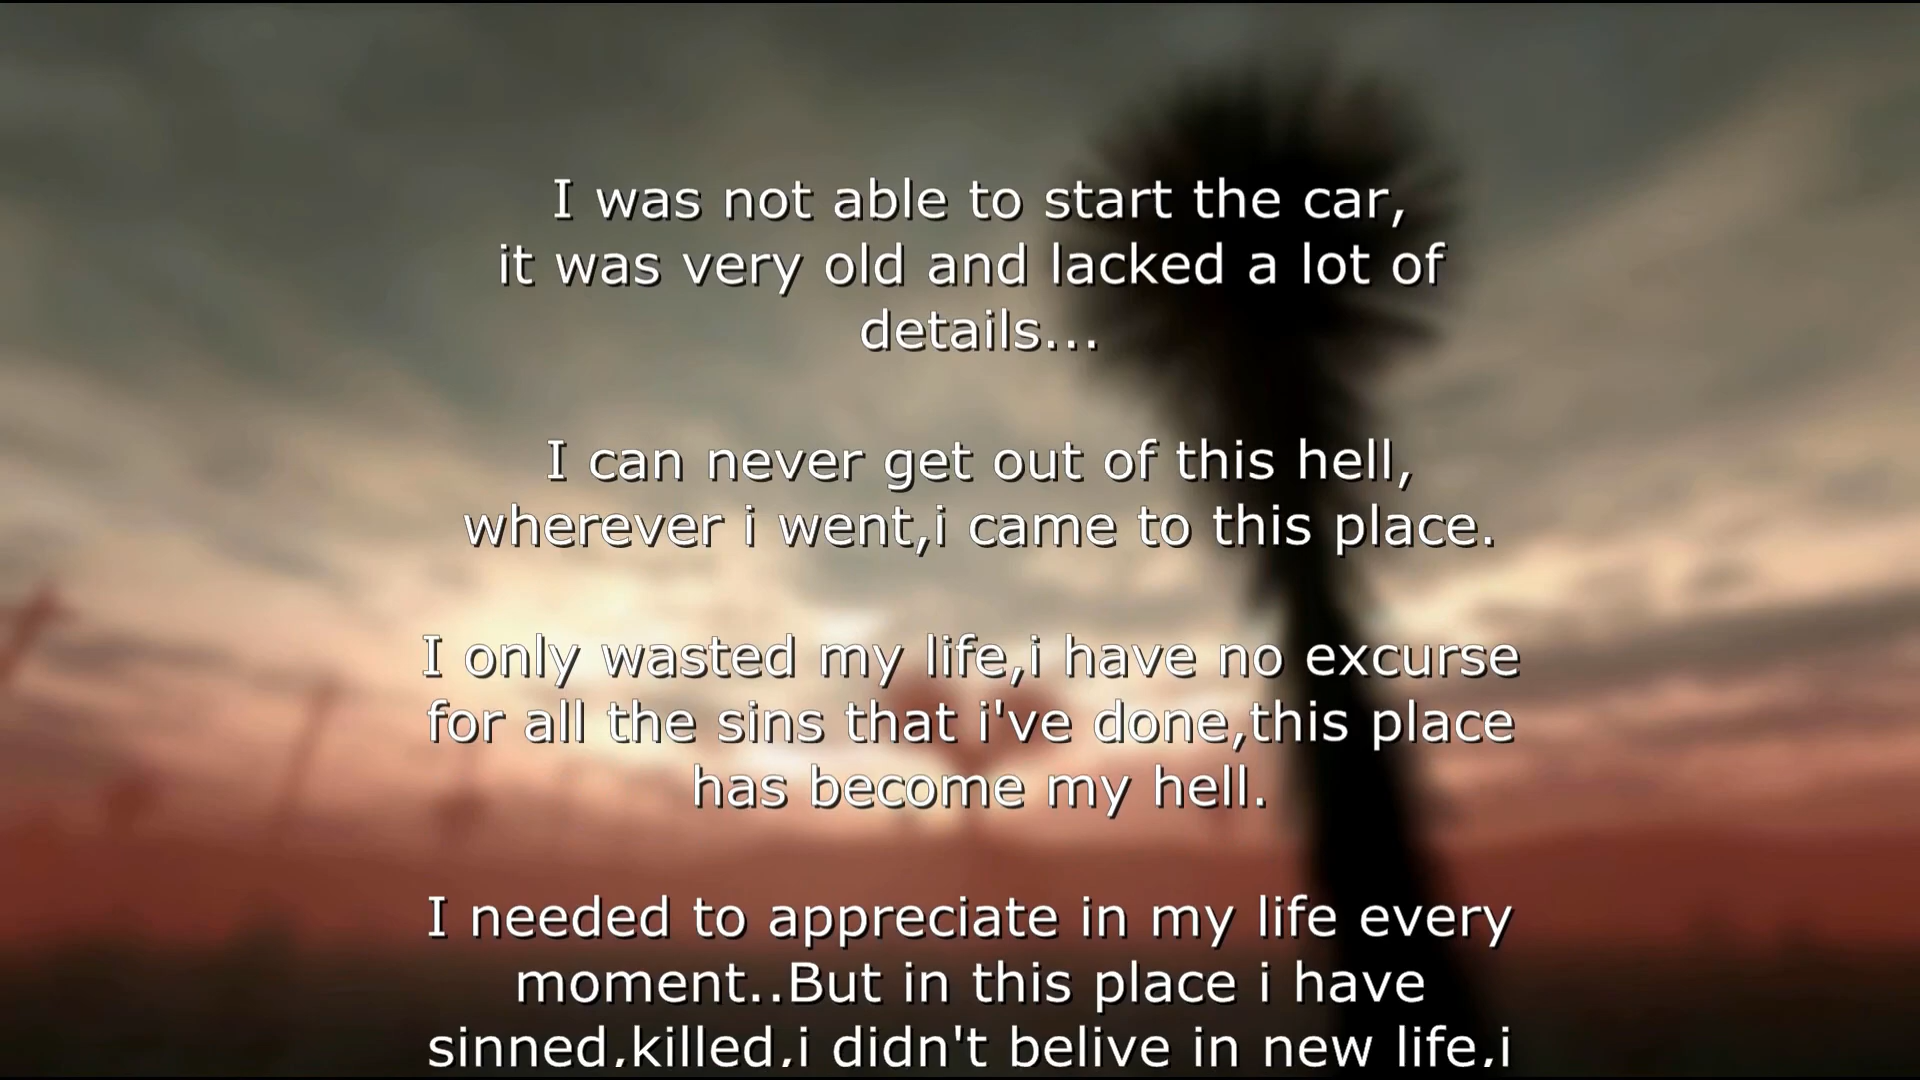 I was not able to start the car,
it was very old and lacked a lot of
details...
I can never get out of this hell,
wherever i went,i came to this place.
I only wasted my life,i have no excurse
for all the sins that i've done,this place
has become my hell.
I needed to appreciate in my life every
moment..But in this place i have
sinned,killed,i didn't belive in new life,i